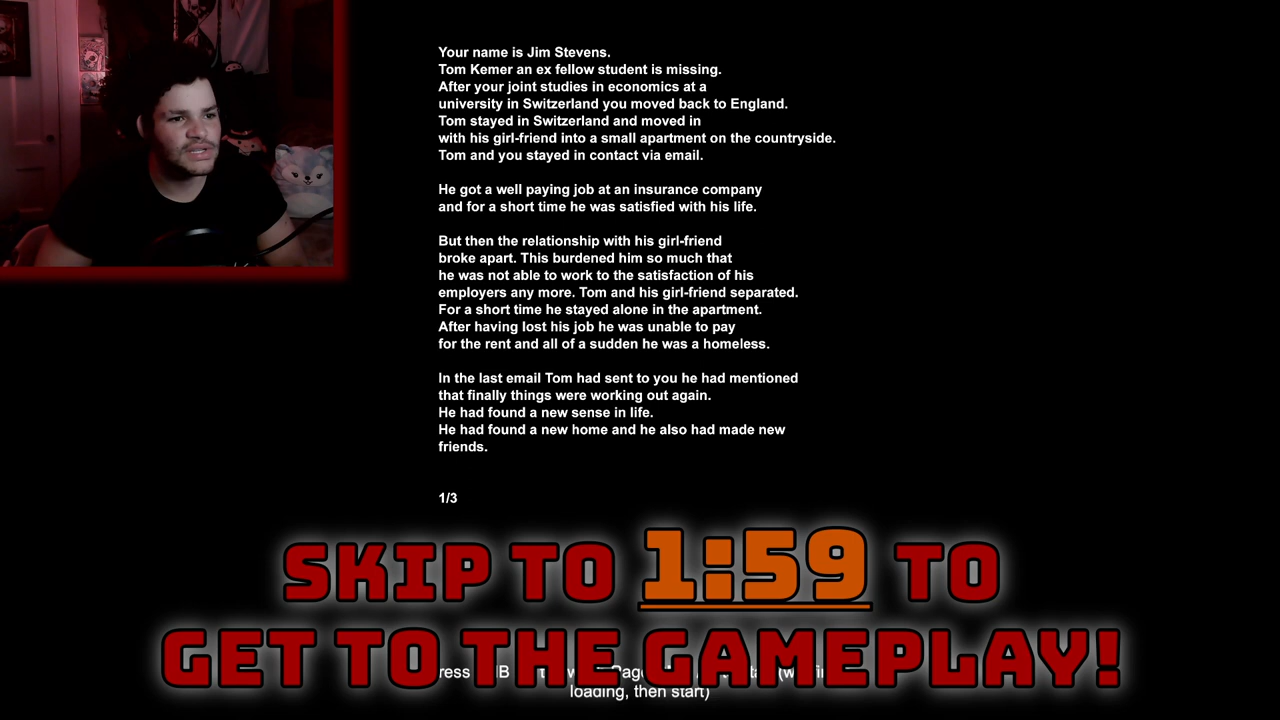 Your name is Jim Stevens.
Tom Kemer an ex fellow student is missing.
After your joint studies in economics at a
university in Switzerland you moved back to England.
Tom stayed in Switzerland and moved in
with his girl-friend into a small apartment on the countryside.
Tom and you stayed in contact via email.
He got a well paying job at an insurance company
and for a short time he was satisfied with his life.
But then the relationship with his girl-friend
broke apart. This burdened him so much that
he was not able to work to the satisfaction of his
employers any more. Tom and his girl-friend separated.
For a short time he stayed alone in the apartment.
After having lost his job he was unable to pay
for the rent and all of a sudden he was a homeless.
In the last email Tom had sent to you he had mentioned
that finally things were working out again.
He had found a new sense in life.
He had found a new home and he also had made new
friends.
1/3
SKIP TO 1:59 TO
GET TO THE GAMEPLAY!
loading, then start)